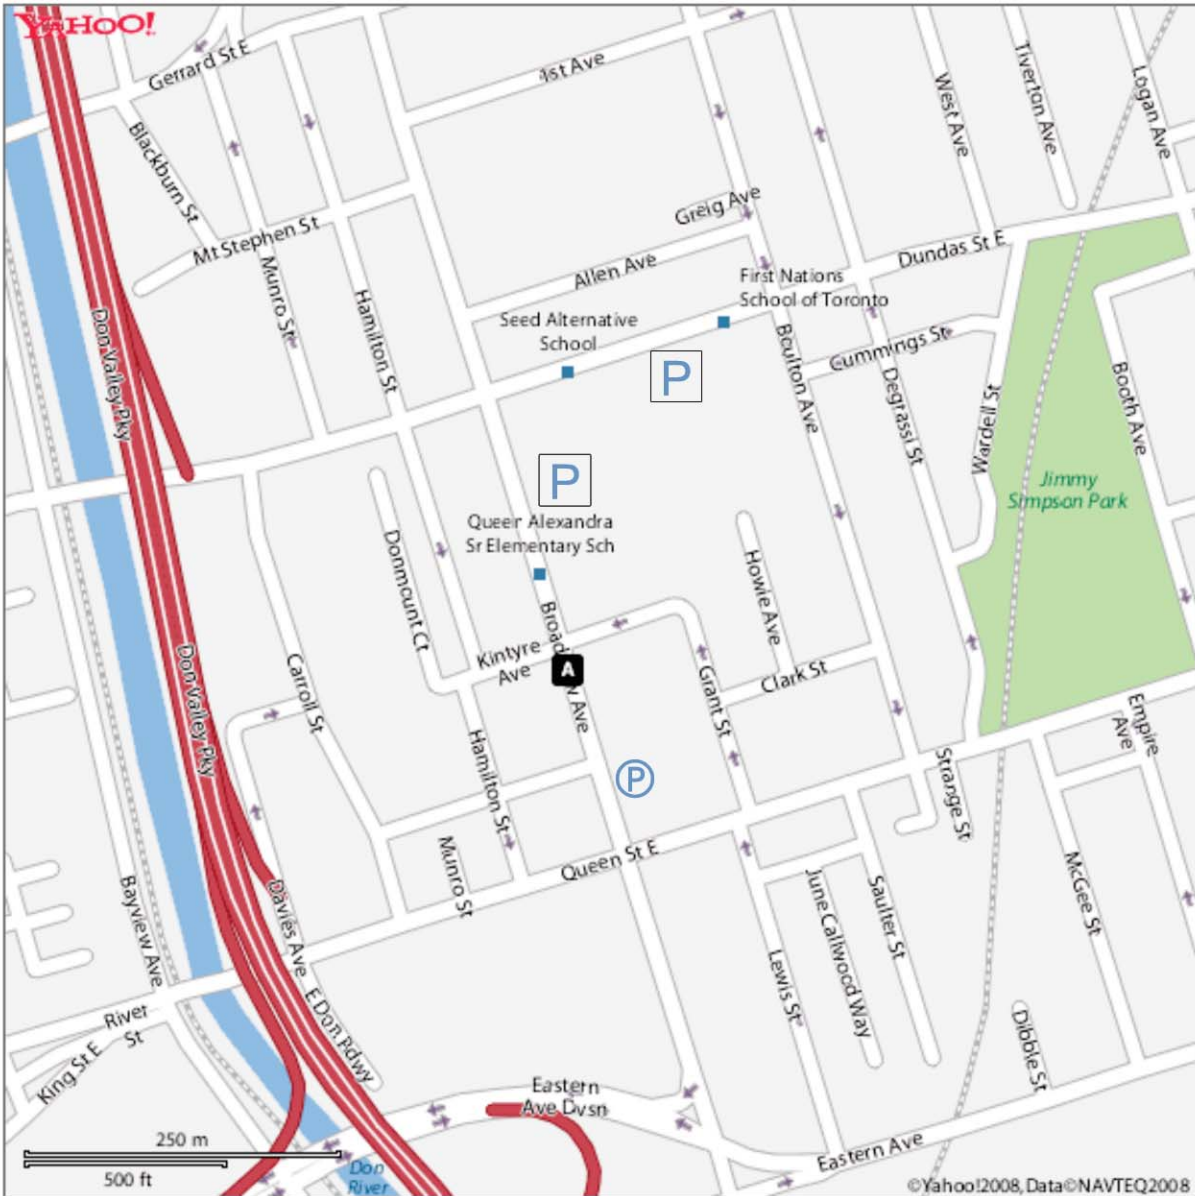 YAHOO!
Gerrard St E
1st Ave
West Ave
Tiverton Ave
Logan Ave
Blackburn St
Greig Ave
Mt Stephen St
Dundas St E
Munro St
Allen Ave
First Nations
School of Toronto
Hamilton St
Seed Alternative
School
Don Valley Pky
Boulton Ave
Cummings St
P
Degrassi St
Wardell St
Booth Ave
P
Jimmy
Simpson Park
Queen Alexandra
Sr Elementary Sch
Donmount Ct
Howie Ave
Kintyre
Ave
A
Ave
Don Valley Pky
Carroll St
Grant St
Clark St
Empire
Ave
Hamilton St
P
Strange St
Munro St
Queen St E
Bayview Ave
Davies Ave
June Callwood Way
Saulter St
McGee St
Lewis St
River
St
King St E
E Don Rdwy
Dibble St
Eastern
Ave Dvsn
250 m
500 ft
Don
River
Eastern Ave
©Yahoo!2008,Data©NAVTEQ2008